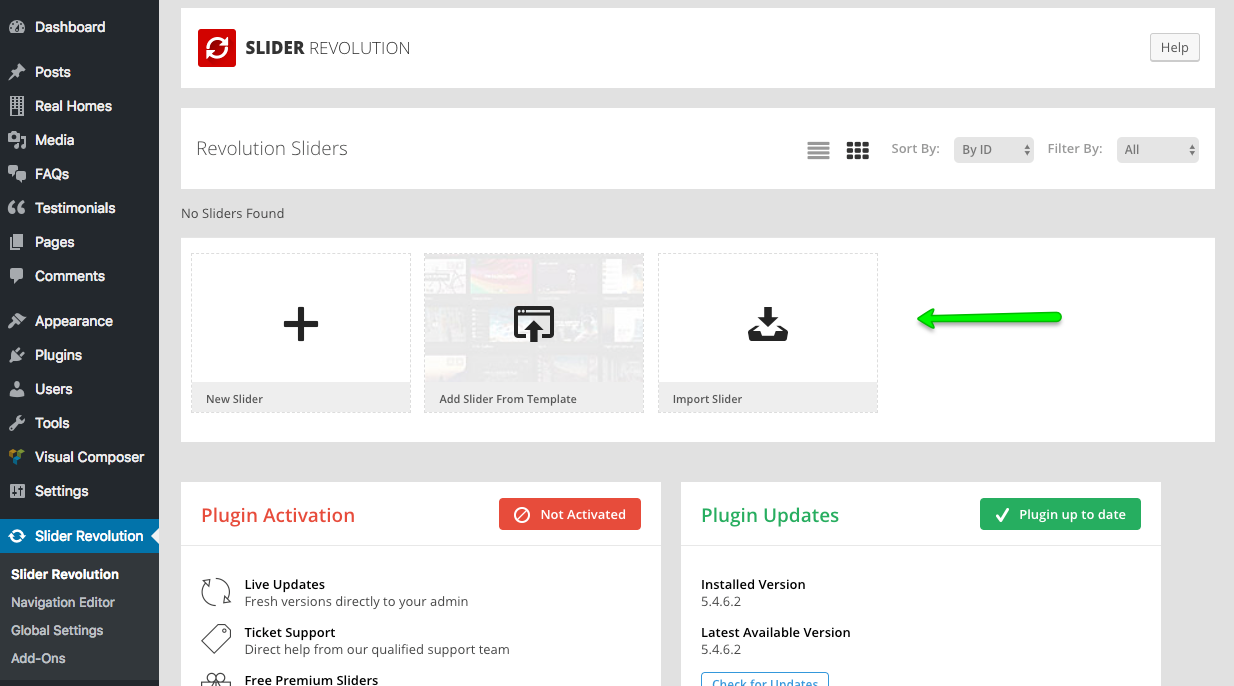 Dashboard
Posts
Real Homes
Media
FAQs
Testimonials
Pages
Comments
Appearance
Plugins
Users
Tools
Visual Composer
Settings
Slider Revolution
Slider Revolution
Navigation Editor
Global Settings
Add-Ons
SLIDER REVOLUTION
Help
Revolution Sliders
Sort By: By ID Filter By: All
No Sliders Found
New Slider
Add Slider From Template
Import Slider
Plugin Activation
Not Activated
Live Updates
Fresh versions directly to your admin
Ticket Support
Direct help from our qualified support team
Free Premium Sliders
Plugin Updates
Plugin up to date
Installed Version
5.4.6.2
Latest Available Version
5.4.6.2
Check for Updates